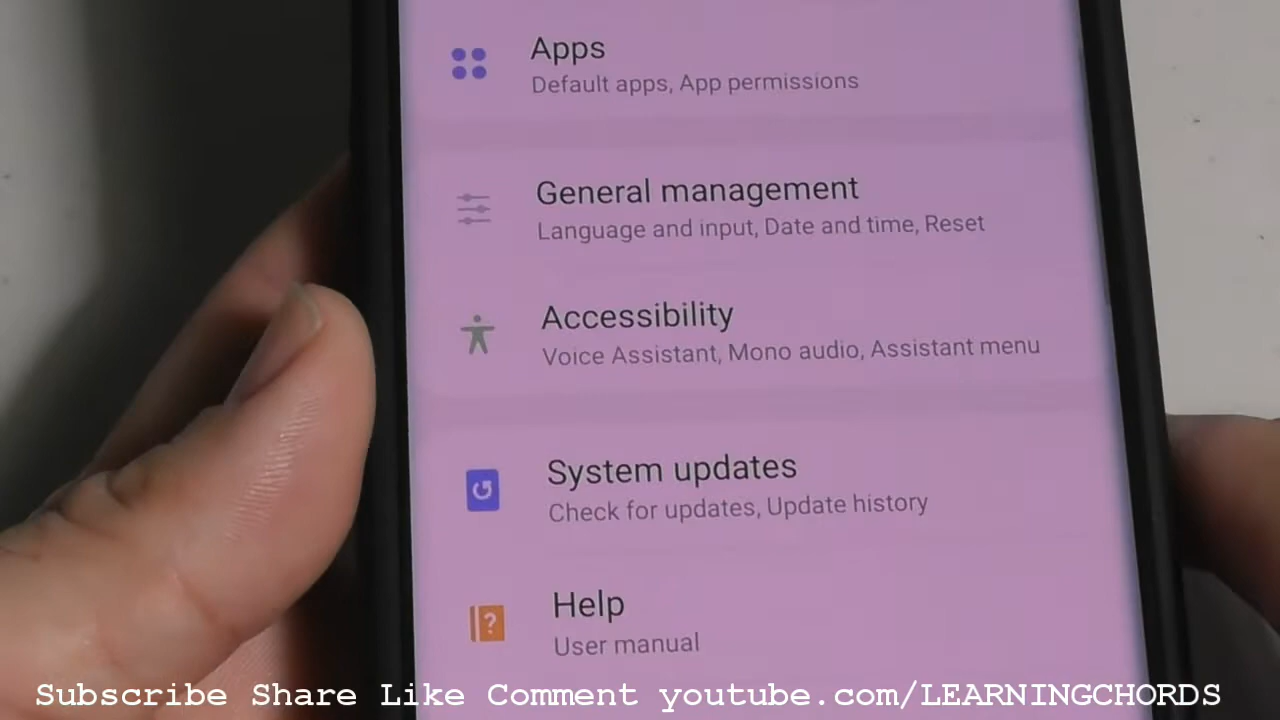 Apps
Default apps, App permissions
General management
Language and input, Date and time, Reset
Accessibility
Voice Assistant, Mono audio, Assistant menu
System updates
Check for updates, Update history
?
Help
User manual
Subscribe Share Like Comment youtube.com/LEARNINGCHORDS